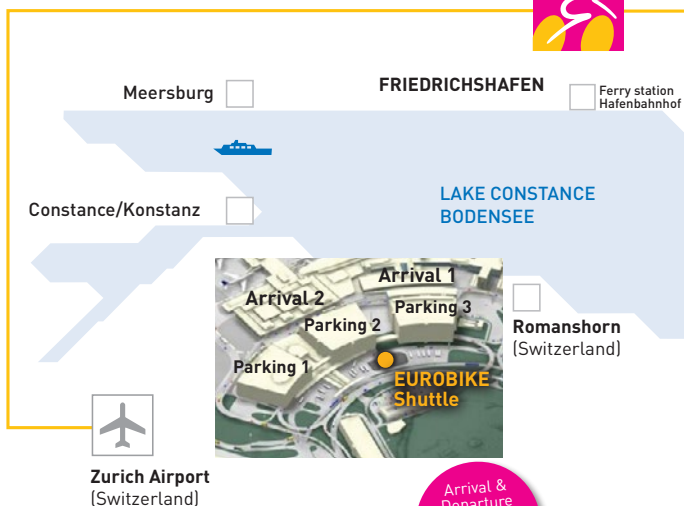 Meersburg
FRIEDRICHSHAFEN
Ferry station
Hafenbahnhof
Constance/Konstanz
LAKE CONSTANCE
BODENSEE
Arrival 1
Arrival 2
Parking 3
Parking 2
Parking 1
EUROBIKE
Shuttle
Romanshorn
(Switzerland)
Zurich Airport
(Switzerland)
Arrival &
Departure